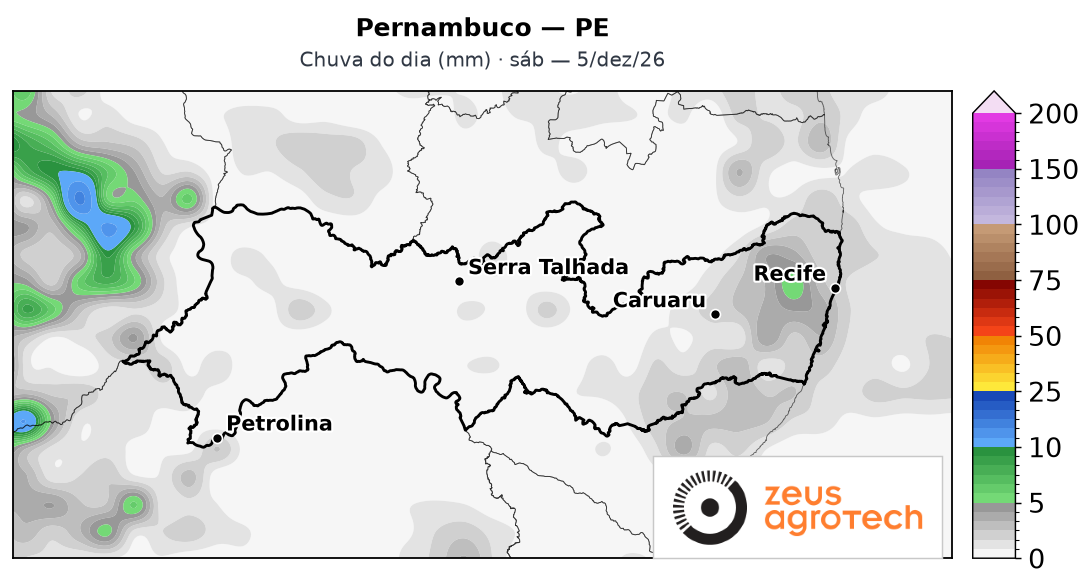 Pernambuco — PE
Chuva do dia (mm) · sáb — 5/dez/26
200
150
100
75
50
25
10
5
0
Serra Talhada
Recife
Caruaru
Petrolina
zeus
agrotech